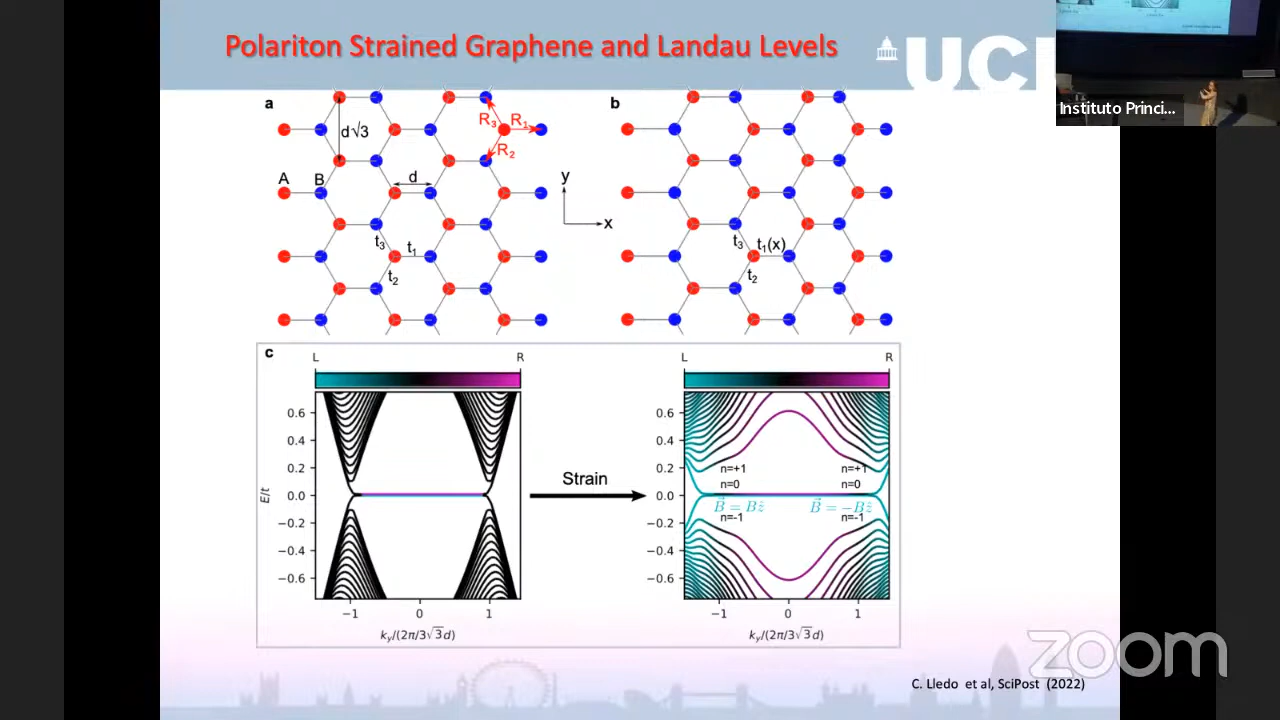 Polariton Strained Graphene and Landau Levels
UCL
Instituto Princi...
a
d√3
R3
R1
R2
A
B
d
t3
t1
t2
y
x
b
t3
t1(x)
t2
c
L
R
0.6
0.4
0.2
0.0
−0.2
−0.4
−0.6
E/t
−1
0
1
ky/(2π/3√3d)
Strain
L
R
0.6
0.4
0.2
0.0
−0.2
−0.4
−0.6
n=+1
n=+1
n=0
n=0
B⃗ = Bẑ
B⃗ = −Bẑ
n=-1
n=-1
−1
0
1
ky/(2π/3√3d)
C. Lledo et al, SciPost (2022)
zoom